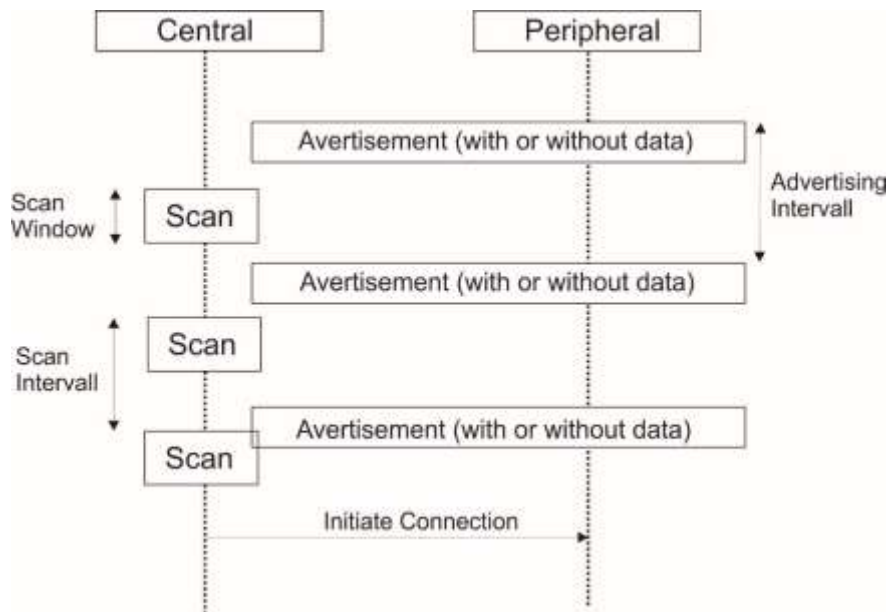 Central
Peripheral
Avertisement (with or without data)
Advertising
Intervall
Scan
Window
Scan
Avertisement (with or without data)
Scan
Scan
Intervall
Avertisement (with or without data)
Scan
Initiate Connection